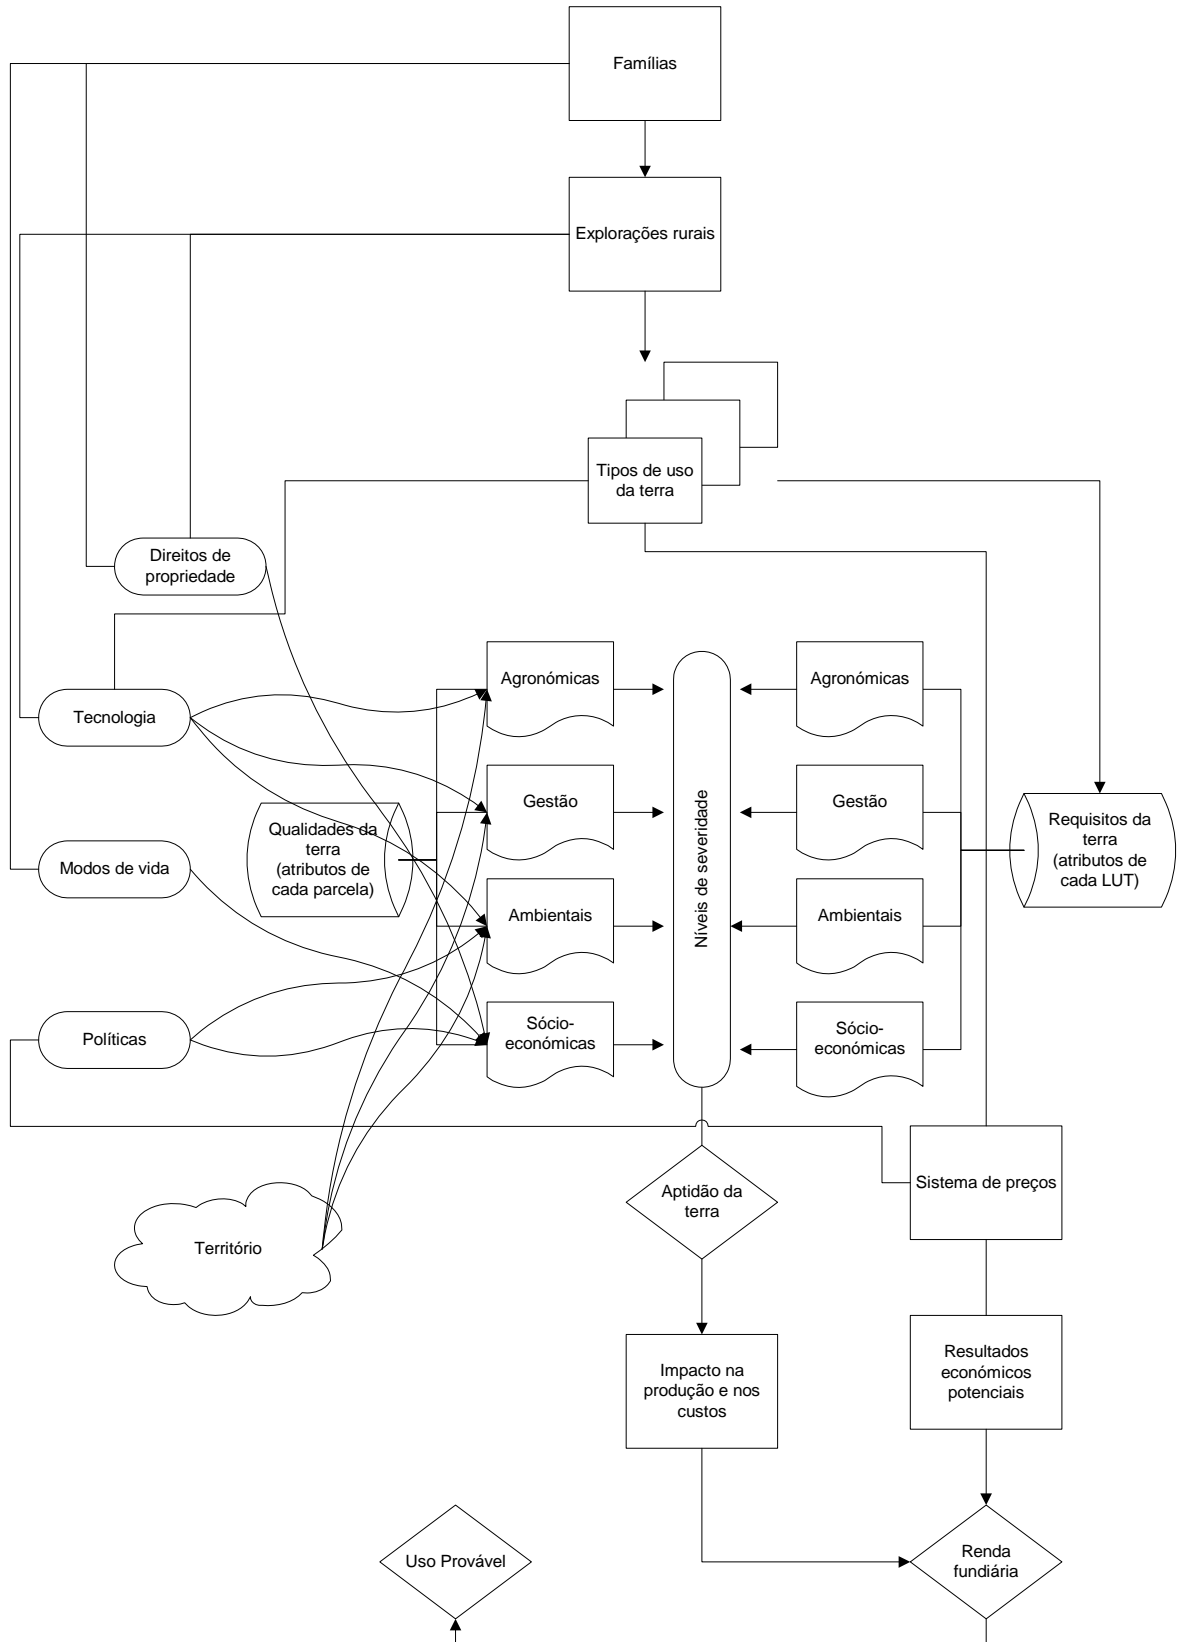 Famílias
Explorações rurais
Tipos de uso
da terra
Direitos de
propriedade
Tecnologia
Modos de vida
Políticas
Território
Qualidades da
terra
(atributos de
cada parcela)
Agronómicas
Gestão
Ambientais
Sócio-
económicas
Níveis de severidade
Agronómicas
Gestão
Ambientais
Sócio-
económicas
Requisitos da
terra
(atributos de
cada LUT)
Aptidão da
terra
Sistema de preços
Impacto na
produção e nos
custos
Resultados
económicos
potenciais
Uso Provável
Renda
fundiária